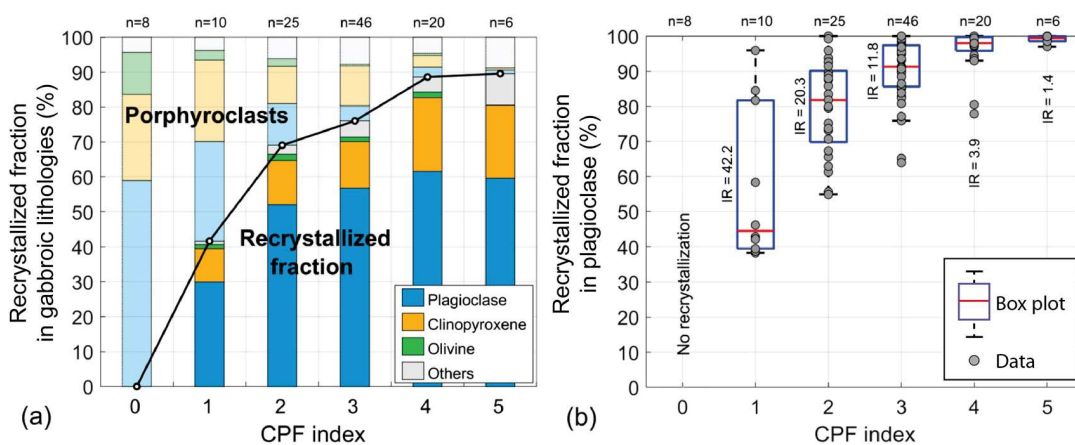 n=8 n=10 n=25 n=46 n=20 n=6
100
90
80
70
60
50
40
30
20
10
0
Recrystallized fraction
in gabbroic lithologies (%)
Porphyroclasts
Recrystallized
fraction
Plagioclase
Clinopyroxene
Olivine
Others
0 1 2 3 4 5
(a)
CPF index
n=8 n=10 n=25 n=46 n=20 n=6
100
90
80
70
60
50
40
30
20
10
0
Recrystallized fraction
in plagioclase (%)
No recrystallization
IR = 42.2
IR = 20.3
IR = 11.8
IR = 3.9
IR = 1.4
Box plot
Data
0 1 2 3 4 5
(b)
CPF index